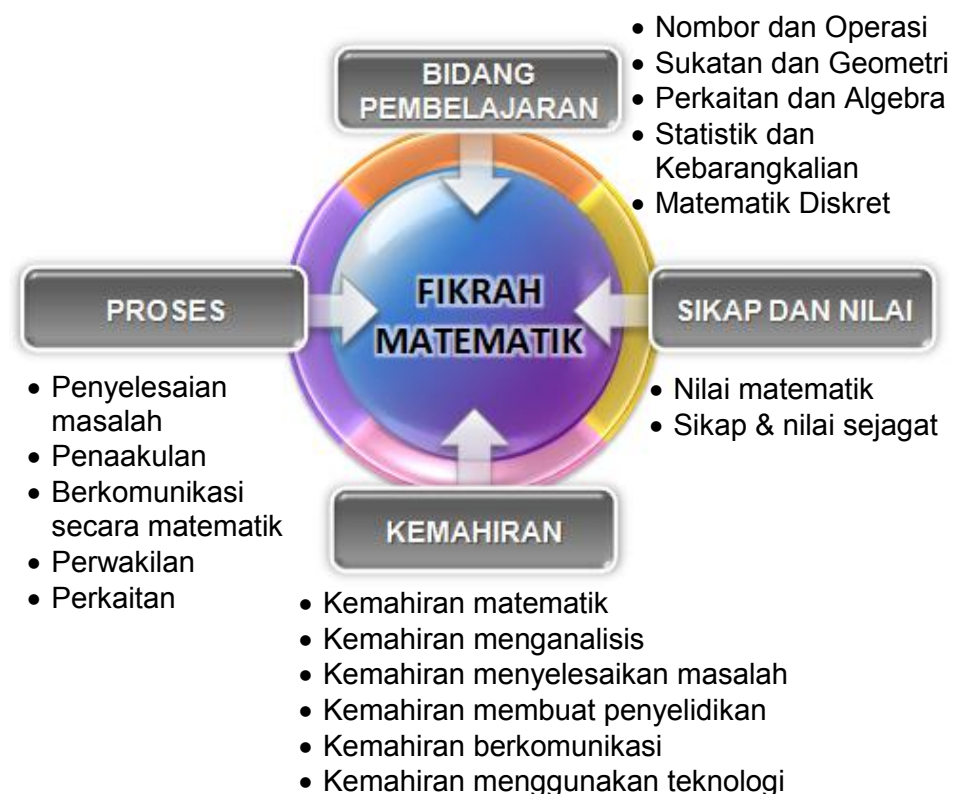 BIDANG
PEMBELAJARAN
• Nombor dan Operasi
• Sukatan dan Geometri
• Perkaitan dan Algebra
• Statistik dan
Kebarangkalian
• Matematik Diskret
PROSES
• Penyelesaian
masalah
• Penaakulan
• Berkomunikasi
secara matematik
• Perwakilan
• Perkaitan
FIKRAH
MATEMATIK
SIKAP DAN NILAI
• Nilai matematik
• Sikap & nilai sejagat
KEMAHIRAN
• Kemahiran matematik
• Kemahiran menganalisis
• Kemahiran menyelesaikan masalah
• Kemahiran membuat penyelidikan
• Kemahiran berkomunikasi
• Kemahiran menggunakan teknologi